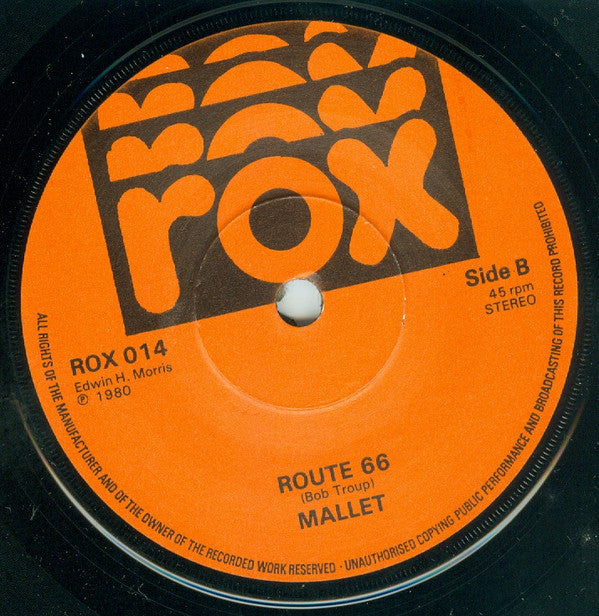 rox
ROX 014
Edwin H. Morris
℗ 1980
Side B
45 rpm
STEREO
ROUTE 66
(Bob Troup)
MALLET
ALL RIGHTS OF THE MANUFACTURER AND OF THE OWNER OF THE RECORDED WORK RESERVED · UNAUTHORISED COPYING PUBLIC PERFORMANCE AND BROADCASTING OF THIS RECORD PROHIBITED